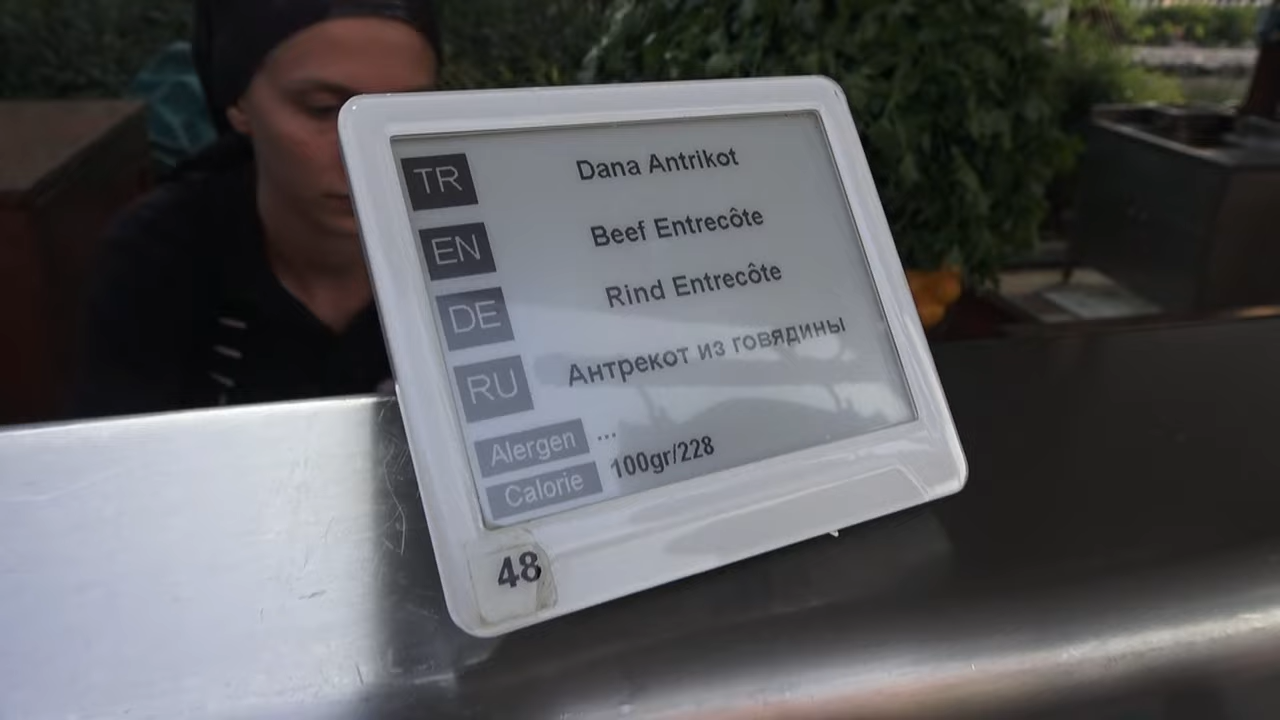 TR Dana Antrikot
EN Beef Entrecôte
DE Rind Entrecôte
RU Антрекот из говядины
Alergen ...
Calorie 100gr/228
48